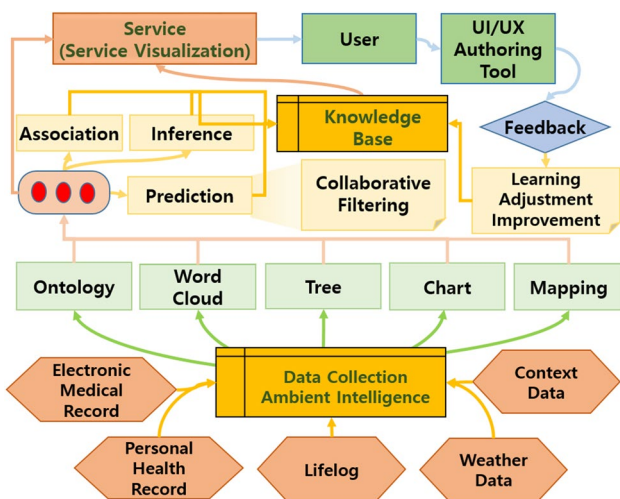 Service
(Service Visualization)
User
UI/UX
Authoring
Tool
Association
Inference
Knowledge
Base
Feedback
Prediction
Collaborative
Filtering
Learning
Adjustment
Improvement
Ontology
Word
Cloud
Tree
Chart
Mapping
Electronic
Medical
Record
Data Collection
Ambient Intelligence
Context
Data
Personal
Health
Record
Lifelog
Weather
Data